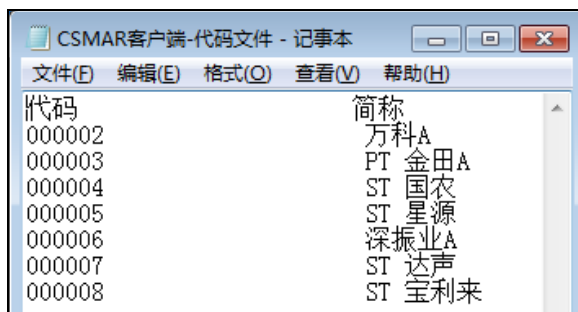 CSMAR客户端-代码文件 - 记事本
文件(F) 编辑(E) 格式(O) 查看(V) 帮助(H)
代码 简称
000002 万科A
000003 PT 金田A
000004 ST 国农
000005 ST 星源
000006 深振业A
000007 ST 达声
000008 ST 宝利来